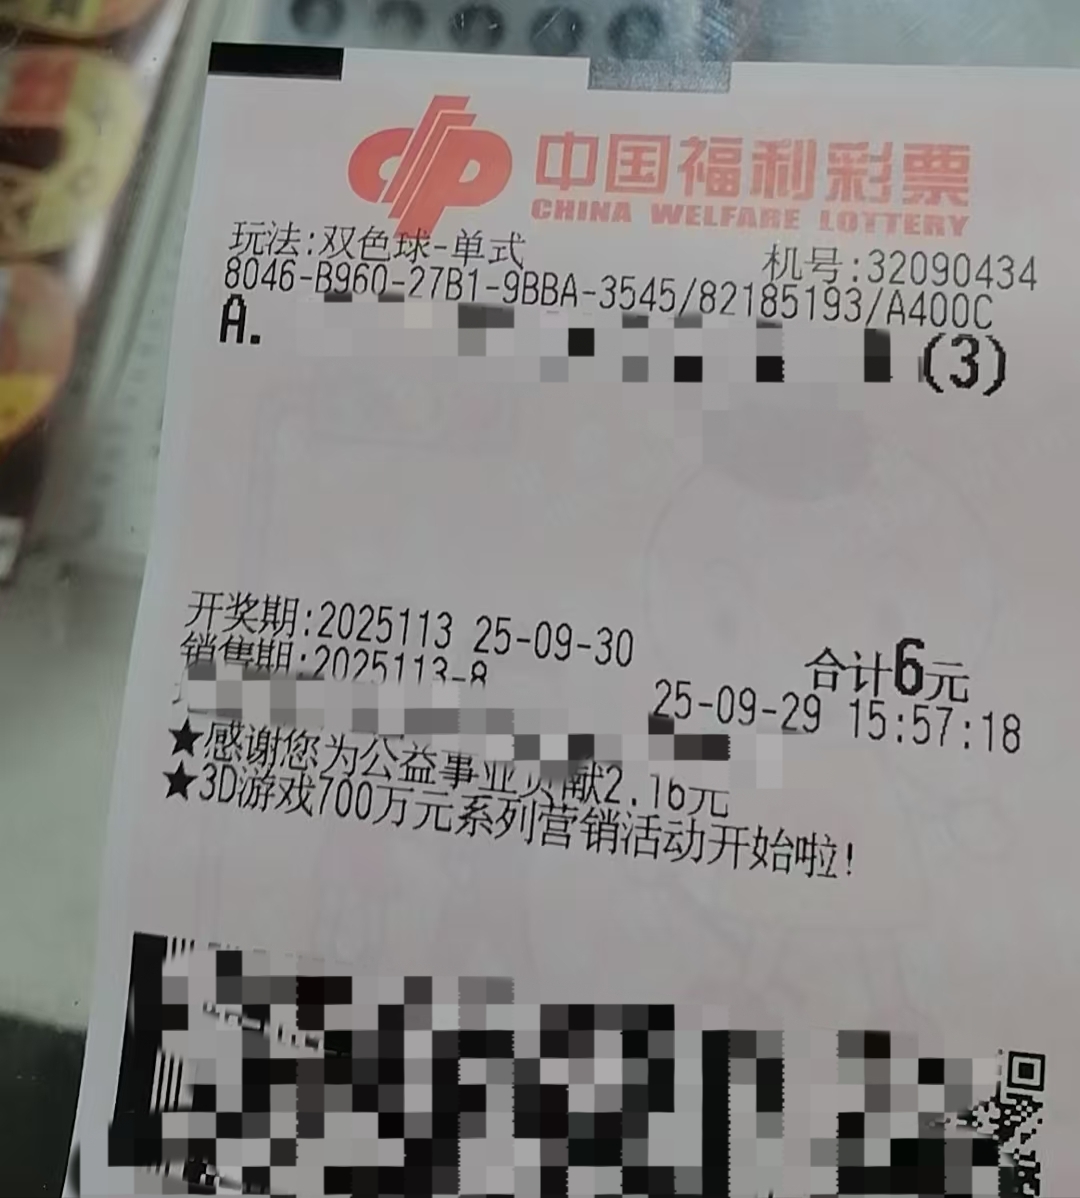 中国福利彩票
CHINA WELFARE LOTTERY
玩法:双色球-单式 机号:32090434
8046-B960-27B1-9BBA-3545/82185193/A400C
A. (3)
开奖期:2025113 25-09-30 合计6元
销售期:2025113-8 25-09-29 15:57:18
★感谢您为公益事业贡献2.16元
★3D游戏700万元系列营销活动开始啦!